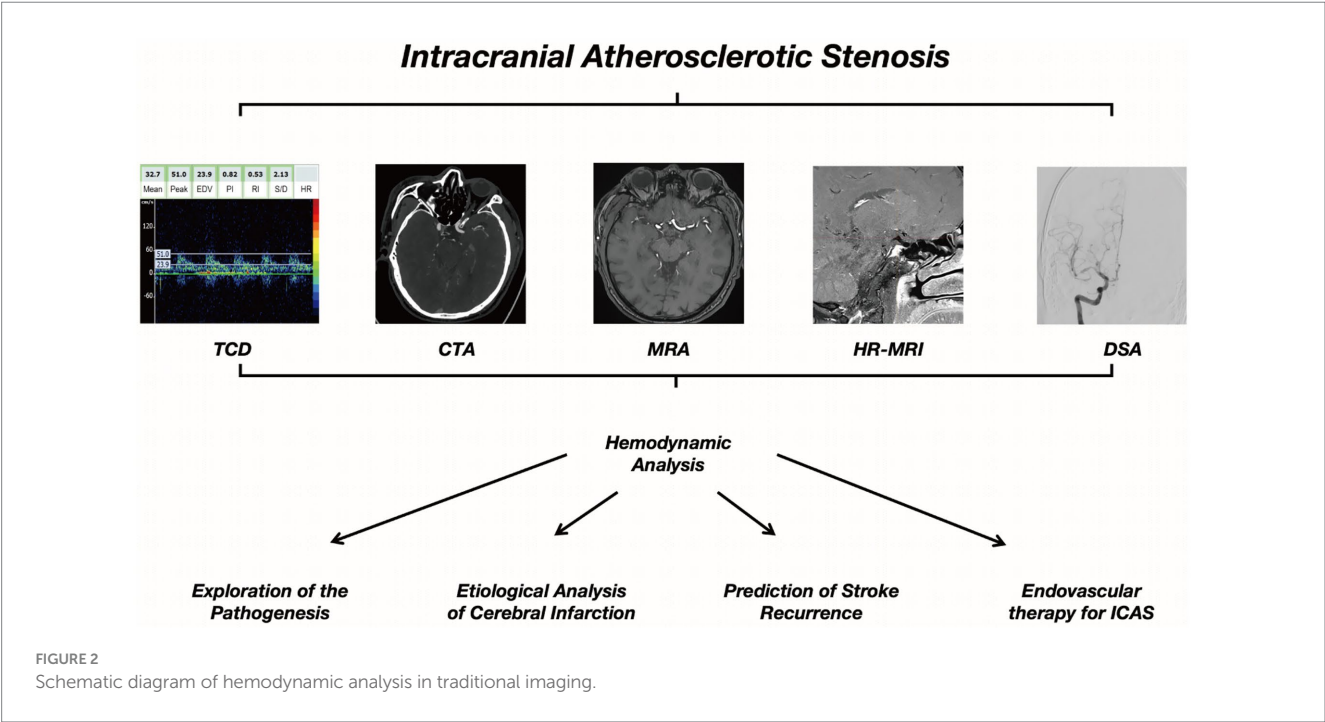 Intracranial Atherosclerotic Stenosis
32.7 51.0 23.9 0.82 0.53 2.13
Mean Peak EDV PI RI S/D HR
cm/s
120
60
51.0
23.9
0
-60
TCD CTA MRA HR-MRI DSA
Hemodynamic
Analysis
Exploration of the
Pathogenesis
Etiological Analysis
of Cerebral Infarction
Prediction of Stroke
Recurrence
Endovascular
therapy for ICAS
FIGURE 2
Schematic diagram of hemodynamic analysis in traditional imaging.